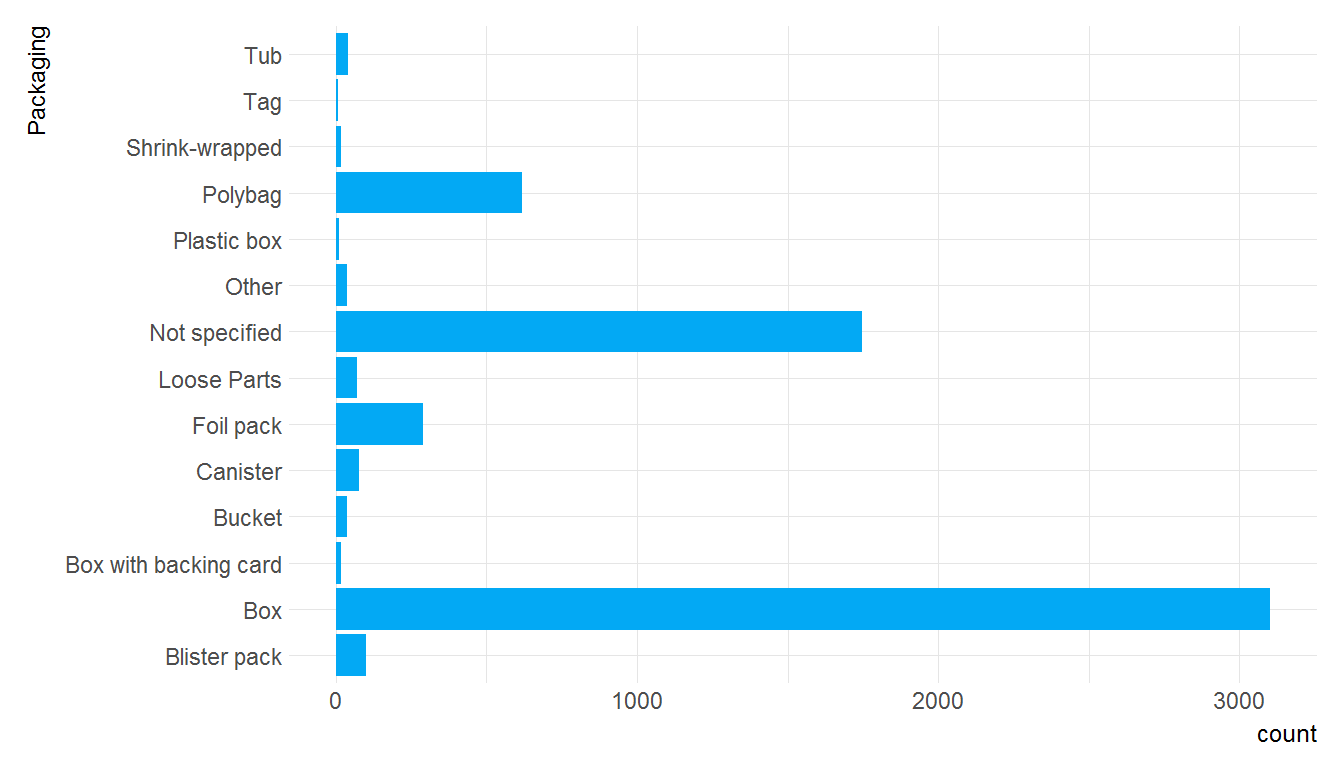 Packaging
Tub
Tag
Shrink-wrapped
Polybag
Plastic box
Other
Not specified
Loose Parts
Foil pack
Canister
Bucket
Box with backing card
Box
Blister pack
0 1000 2000 3000
count